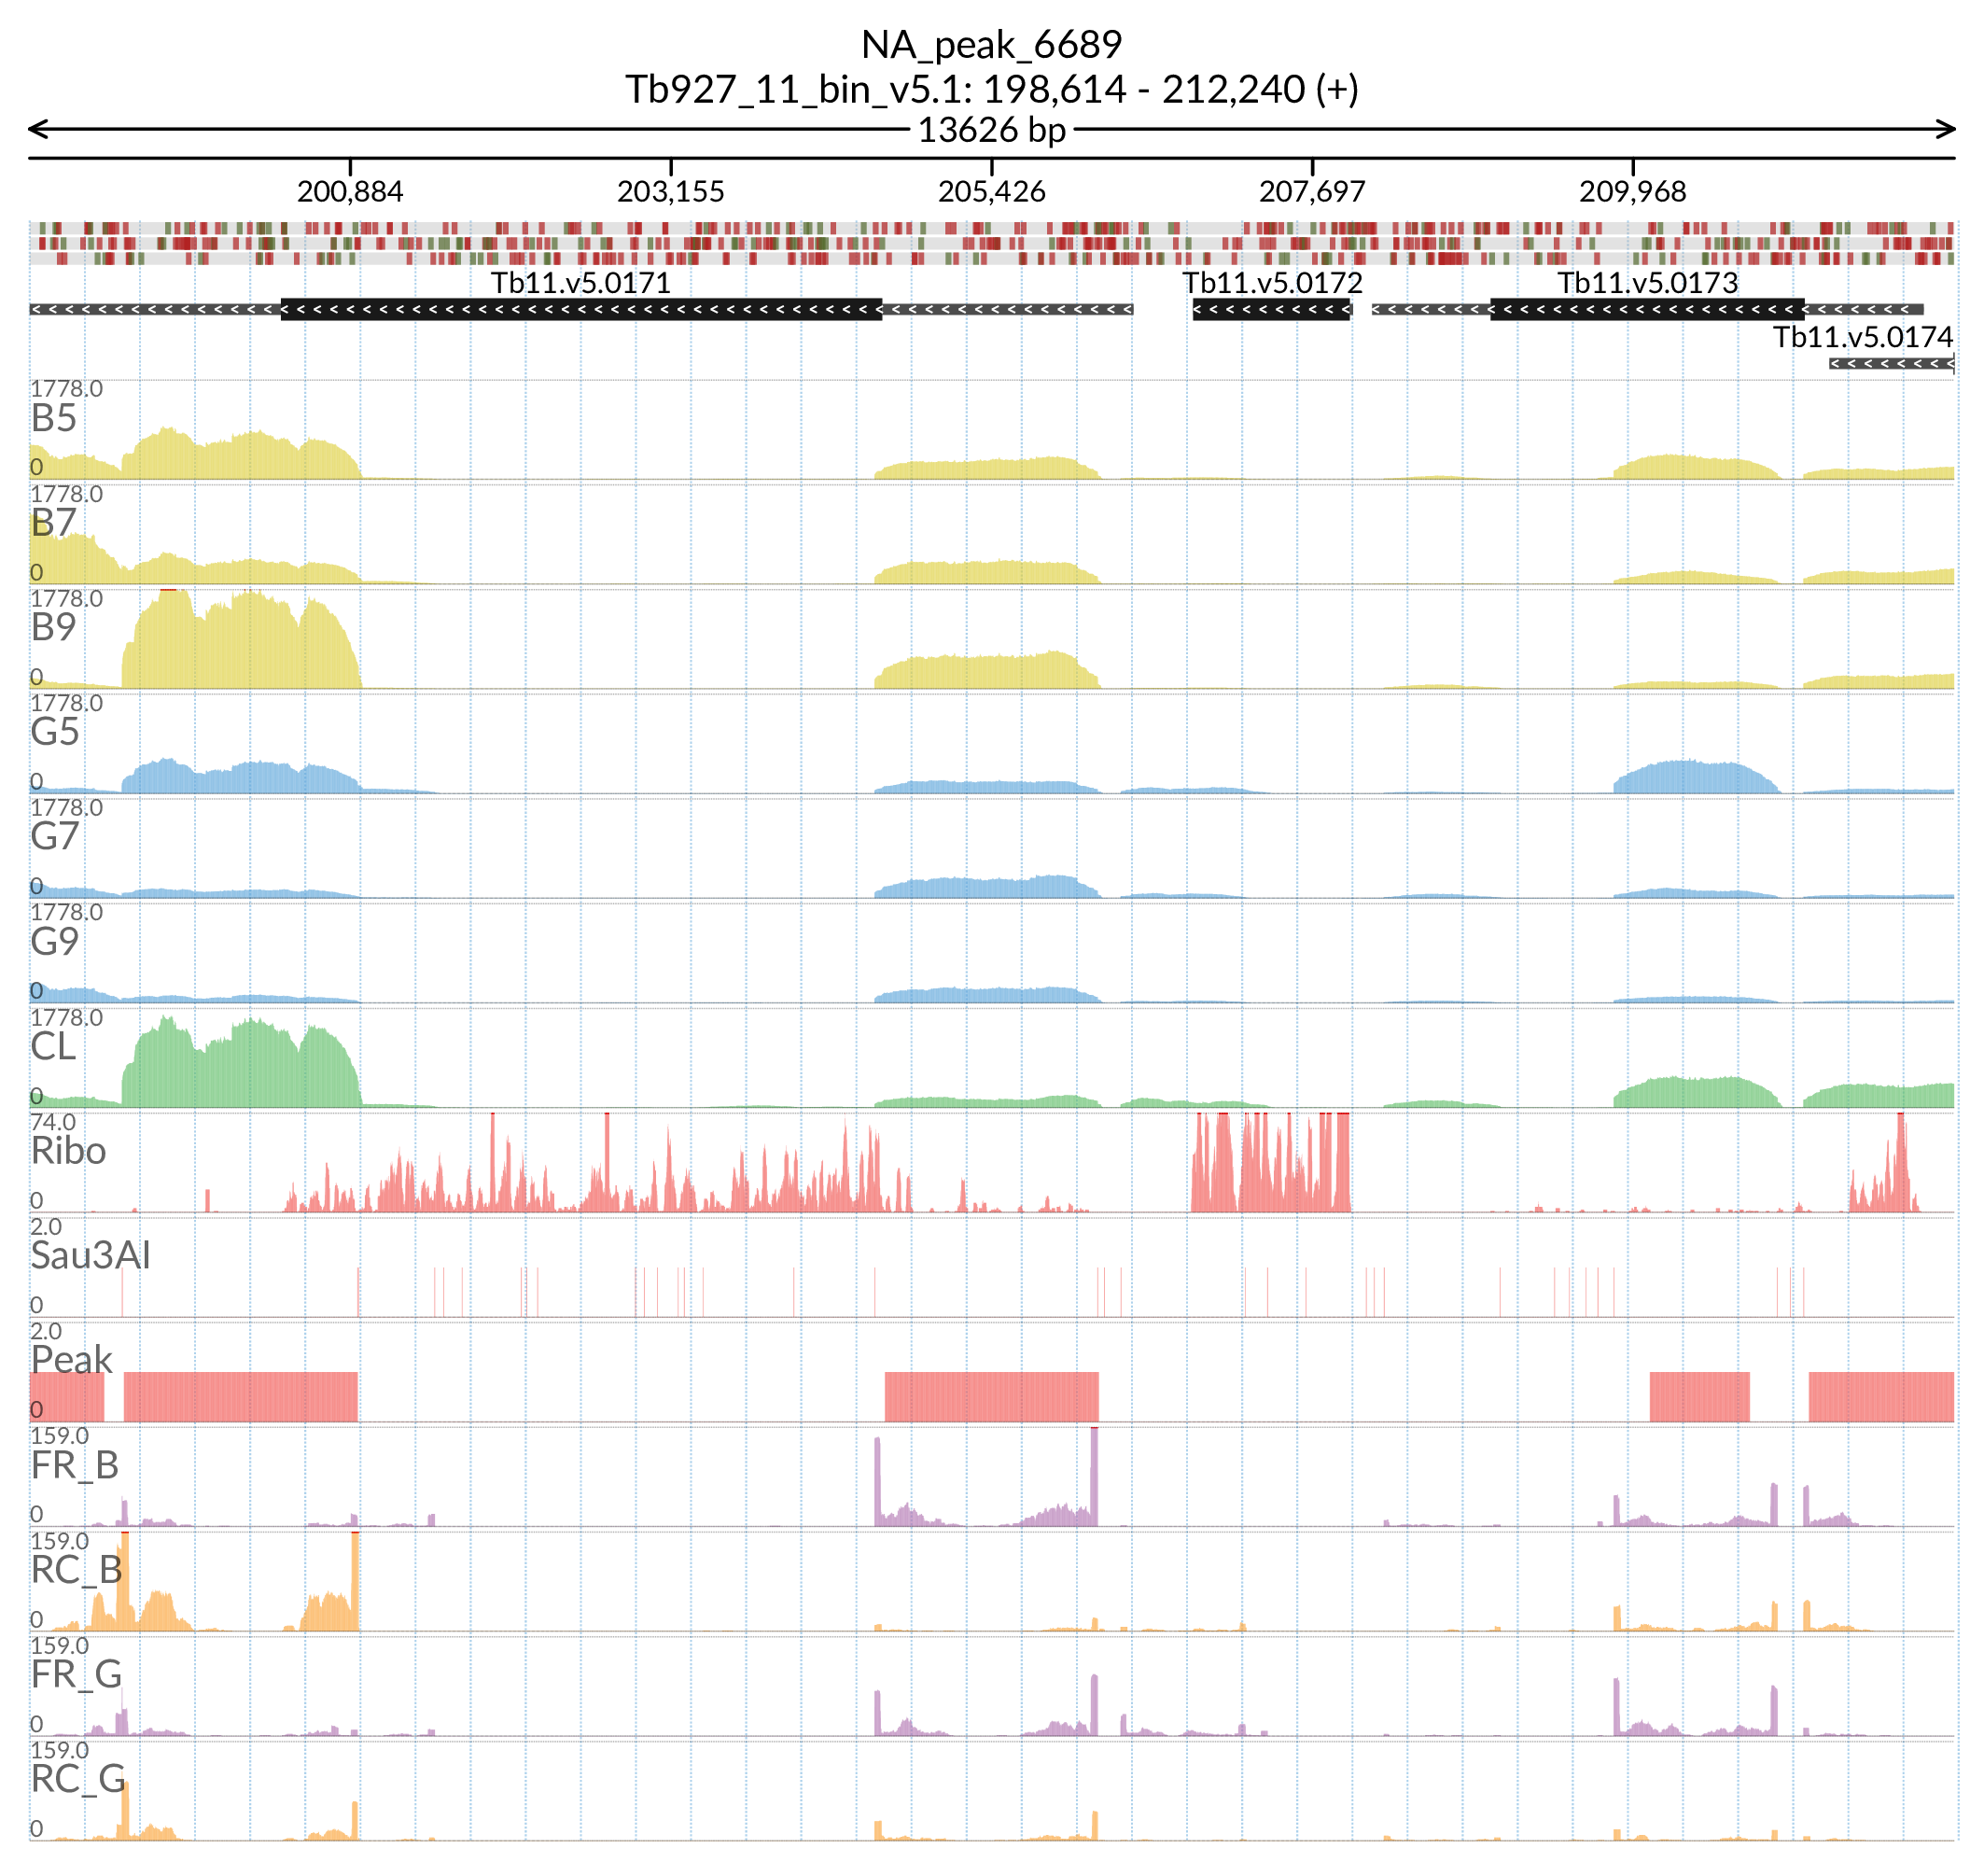 NA_peak_6689
Tb927_11_bin_v5.1: 198,614 - 212,240 (+)
13626 bp
200,884 203,155 205,426 207,697 209,968
Tb11.v5.0171 Tb11.v5.0172 Tb11.v5.0173
Tb11.v5.0174
1778.0
B5
0
1778.0
B7
0
1778.0
B9
0
1778.0
G5
0
1778.0
G7
0
1778.0
G9
0
1778.0
CL
0
74.0
Ribo
0
2.0
Sau3AI
0
2.0
Peak
0
159.0
FR_B
0
159.0
RC_B
0
159.0
FR_G
0
159.0
RC_G
0